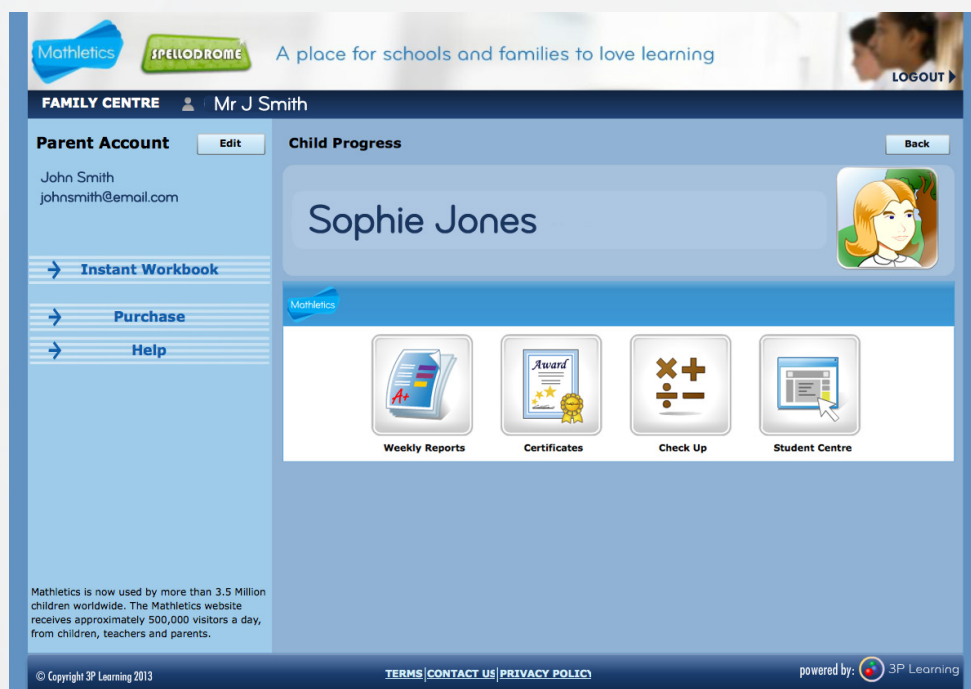 Mathletics
SPELLODROME
A place for schools and families to love learning
LOGOUT
FAMILY CENTRE
Mr J Smith
Parent Account
Edit
John Smith
johnsmith@email.com
Instant Workbook
Purchase
Help
Mathletics is now used by more than 3.5 Million
children worldwide. The Mathletics website
receives approximately 500,000 visitors a day,
from children, teachers and parents.
Child Progress
Back
Sophie Jones
Mathletics
A+
Award
Weekly Reports
Certificates
Check Up
Student Centre
© Copyright 3P Learning 2013
TERMS|CONTACT US|PRIVACY POLICY
powered by: 3P Learning